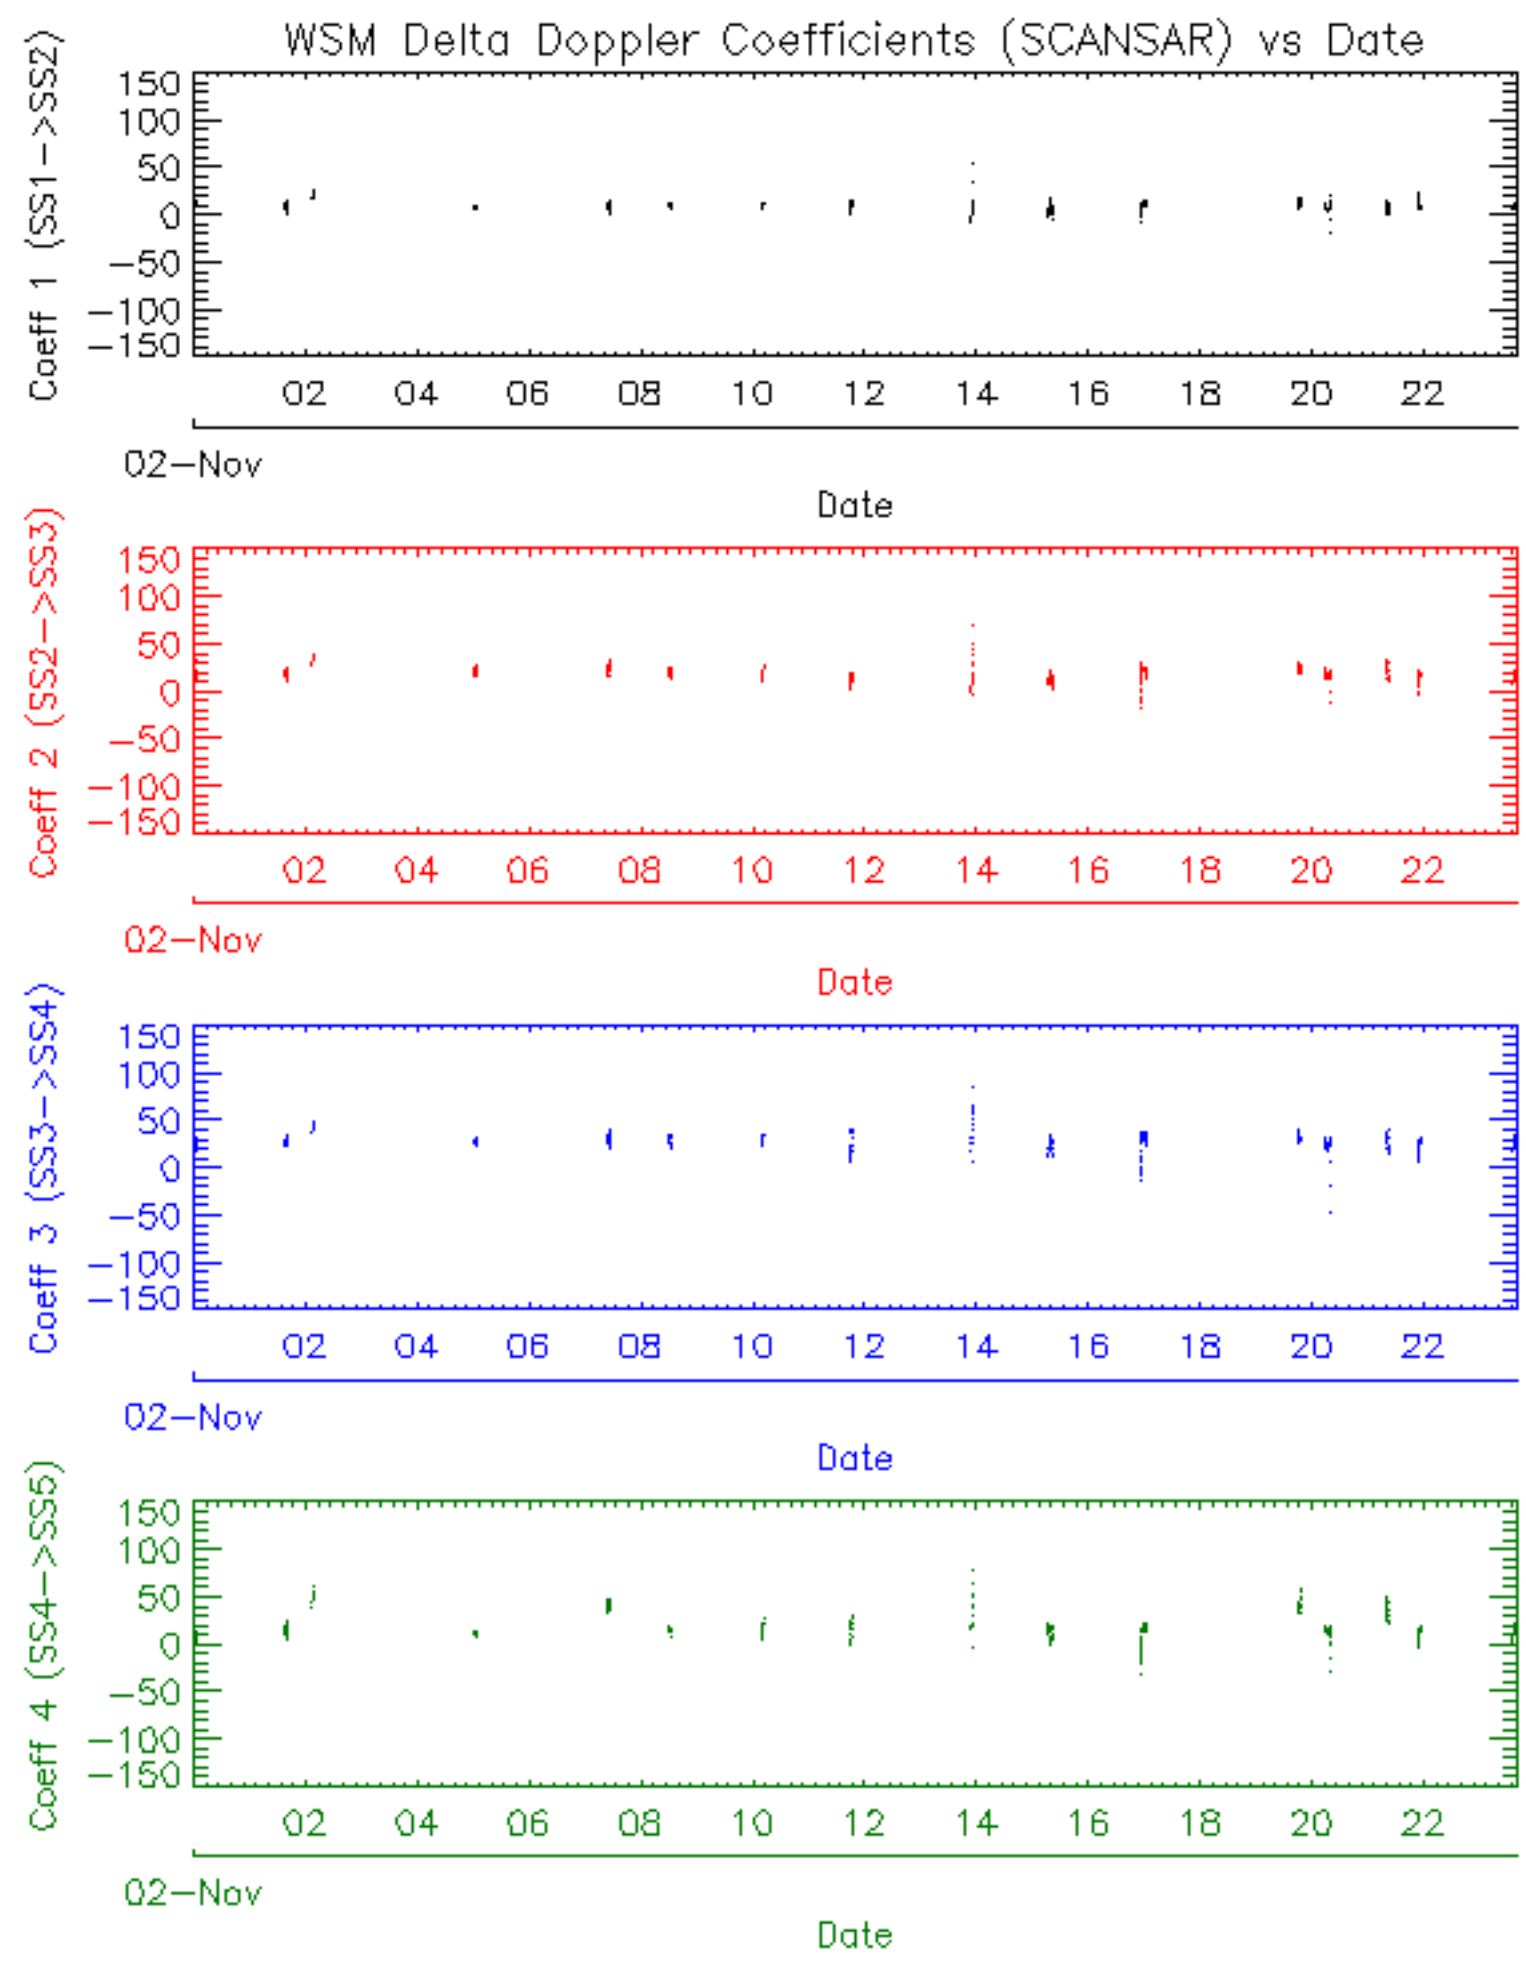 WSM Delta Doppler Coefficients (SCANSAR) vs Date
Coeff 1 (SS1->SS2)
150
100
50
0
-50
-100
-150
02 04 06 08 10 12 14 16 18 20 22
02-Nov
Date
Coeff 2 (SS2->SS3)
150
100
50
0
-50
-100
-150
02 04 06 08 10 12 14 16 18 20 22
02-Nov
Date
Coeff 3 (SS3->SS4)
150
100
50
0
-50
-100
-150
02 04 06 08 10 12 14 16 18 20 22
02-Nov
Date
Coeff 4 (SS4->SS5)
150
100
50
0
-50
-100
-150
02 04 06 08 10 12 14 16 18 20 22
02-Nov
Date